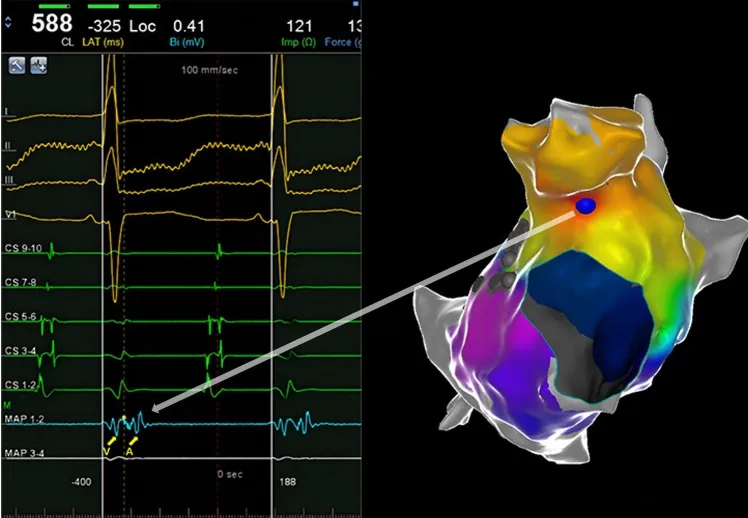 588 -325 Loc 0.41 121 13
CL LAT (ms) Bi (mV) Imp (Ω) Force (g
100 mm/sec
I
II
III
V1
CS 9-10
CS 7-8
CS 5-6
CS 3-4
CS 1-2
M
MAP 1-2
V A
MAP 3-4
0 sec
-400 188